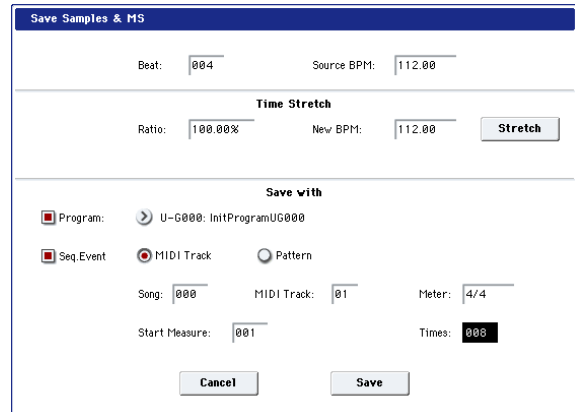 Save Samples & MS
Beat: 004 Source BPM: 112.00
Time Stretch
Ratio: 100.00% New BPM: 112.00 Stretch
Save with
Program: U-G000: InitProgramUG000
Seq.Event MIDI Track Pattern
Song: 000 MIDI Track: 01 Meter: 4/4
Start Measure: 001 Times: 008
Cancel Save